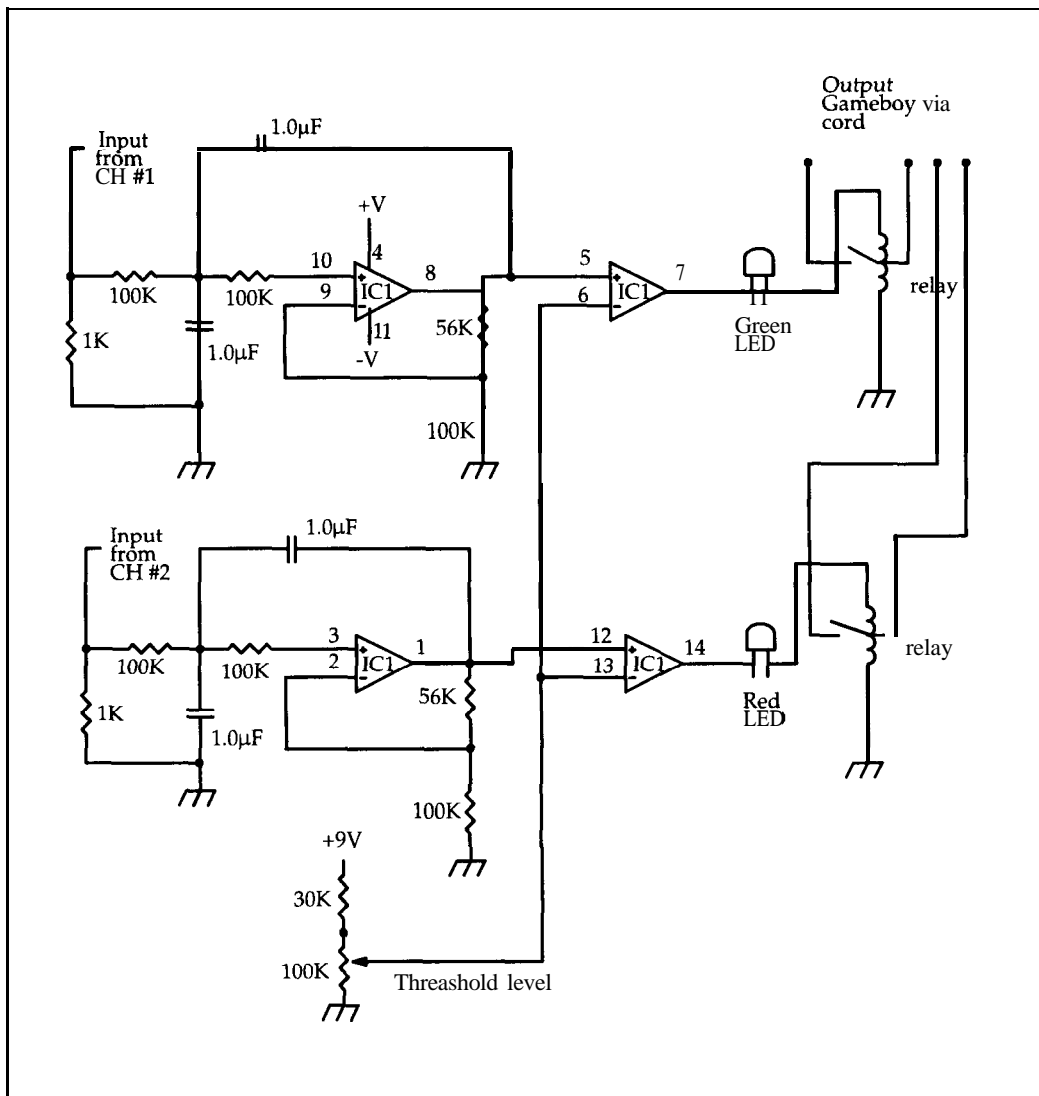 Output
Gameboy via
cord
Input
from
CH #1
1.0µF
+V
4
10
9
IC1
8
11
-V
100K
100K
1K
1.0µF
56K
100K
5
6
IC1
7
11
Green
LED
relay
Input
from
CH #2
1.0µF
100K
100K
1K
1.0µF
3
2
IC1
1
56K
100K
12
13
IC1
14
Red
LED
relay
+9V
30K
100K
Threashold level